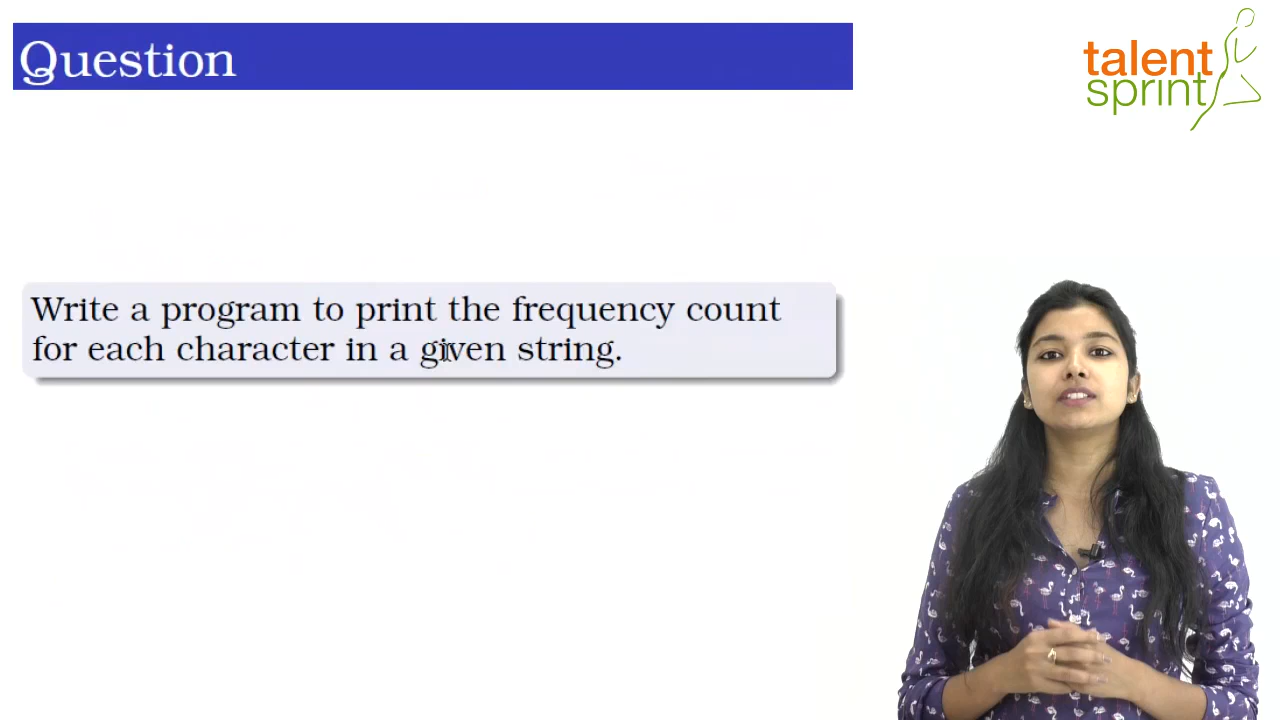 Question
talent
sprint
Write a program to print the frequency count
for each character in a given string.